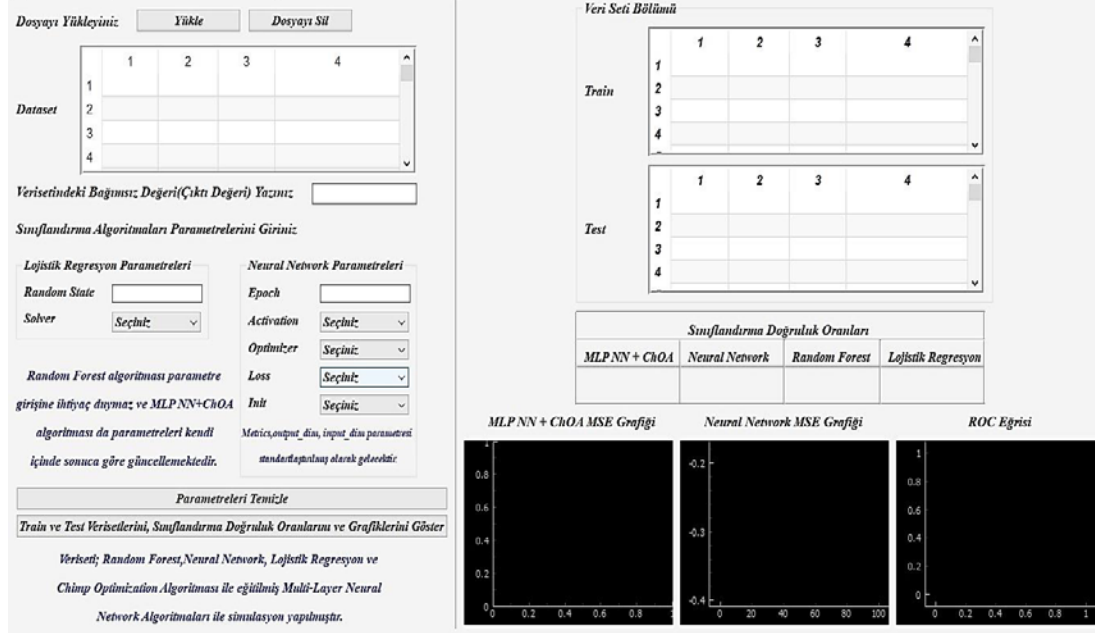 Dosyayı Yükleyiniz
Yükle
Dosyayı Sil
1 2 3 4
1
2
3
4
Dataset
Verisetindeki Bağımsız Değeri(Çıktı Değeri) Yazınız
Sınıflandırma Algoritmaları Parametrelerini Giriniz
Lojistik Regresyon Parametreleri
Random State
Solver Seçiniz
Random Forest algoritması parametre
girişine ihtiyaç duymaz ve MLP NN+ChOA
algoritması da parametreleri kendi
içinde sonuca göre güncellemektedir.
Neural Network Parametreleri
Epoch
Activation Seçiniz
Optimizer Seçiniz
Loss Seçiniz
Init Seçiniz
Metrics,output_dim, input_dim parametresi
standartlaştırılmış olarak gelecektir.
Parametreleri Temizle
Train ve Test Verisetlerini, Sınıflandırma Doğruluk Oranlarını ve Grafiklerini Göster
Veriseti; Random Forest,Neural Network, Lojistik Regresyon ve
Chimp Optimization Algoritması ile eğitilmiş Multi-Layer Neural
Network Algoritmaları ile simulasyon yapılmıştır.
Veri Seti Bölümü
Train
1 2 3 4
1
2
3
4
Test
1 2 3 4
1
2
3
4
Sınıflandırma Doğruluk Oranları
MLP NN + ChOA Neural Network Random Forest Lojistik Regresyon
MLP NN + ChOA MSE Grafiği
1
0.8
0.6
0.4
0.2
0
0 0.2 0.4 0.6 0.8 1
Neural Network MSE Grafiği
-0.2
-0.3
-0.4
0 20 40 60 80 100
ROC Eğrisi
1
0.8
0.6
0.4
0.2
0
0 0.2 0.4 0.6 0.8 1